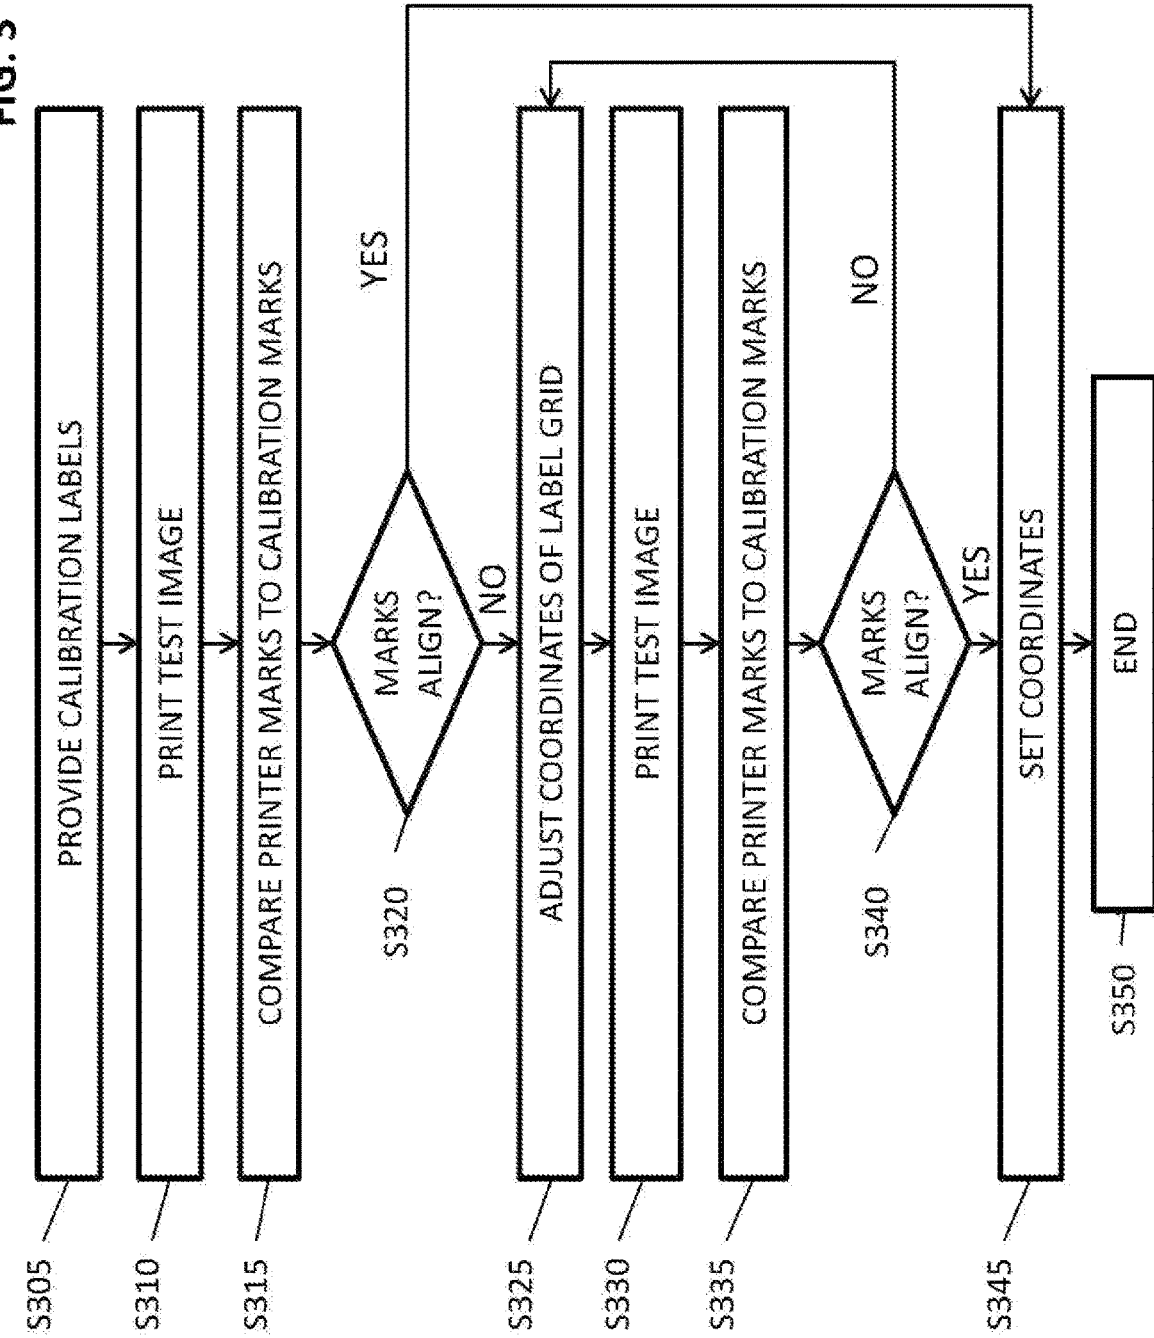 FIG.
S305
PROVIDE CALIBRATION LABELS
S310
PRINT TEST IMAGE
S315
COMPARE PRINTER MARKS TO CALIBRATION MARKS
S320
MARKS
ALIGN?
YES
NO
S325
ADJUST COORDINATES OF LABEL GRID
S330
PRINT TEST IMAGE
S335
COMPARE PRINTER MARKS TO CALIBRATION MARKS
S340
MARKS
ALIGN?
NO
YES
S345
SET COORDINATES
S350
END